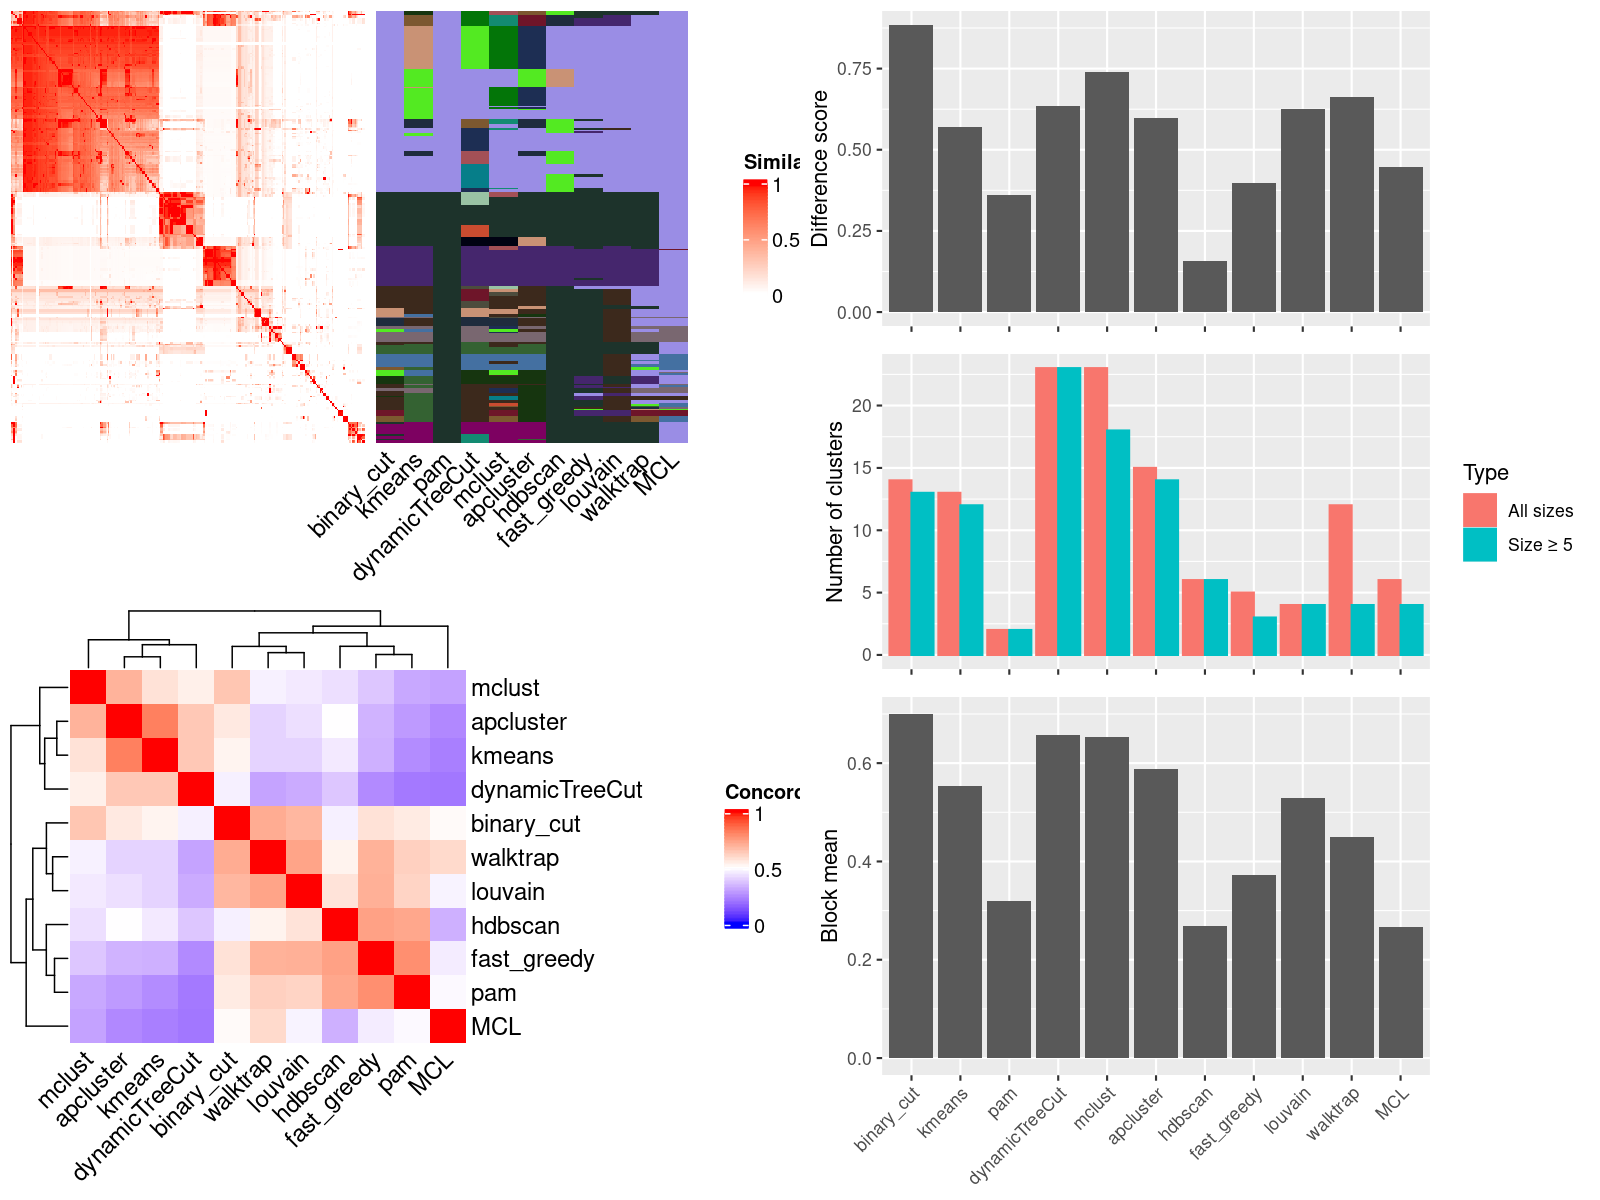 Simila
1
0.5
0
binary_cut
kmeans
pam
dynamicTreeCut
mclust
apcluster
hdbscan
fast_greedy
louvain
walktrap
MCL
mclust
apcluster
kmeans
dynamicTreeCut
binary_cut
walktrap
louvain
hdbscan
fast_greedy
pam
MCL
mclust
apcluster
kmeans
dynamicTreeCut
binary_cut
walktrap
louvain
hdbscan
fast_greedy
pam
MCL
Concord
1
0.5
0
Difference score
0.75
0.50
0.25
0.00
Number of clusters
20
15
10
5
0
Type
All sizes
Size ≥ 5
Block mean
0.6
0.4
0.2
0.0
binary_cut
kmeans
pam
dynamicTreeCut
mclust
apcluster
hdbscan
fast_greedy
louvain
walktrap
MCL